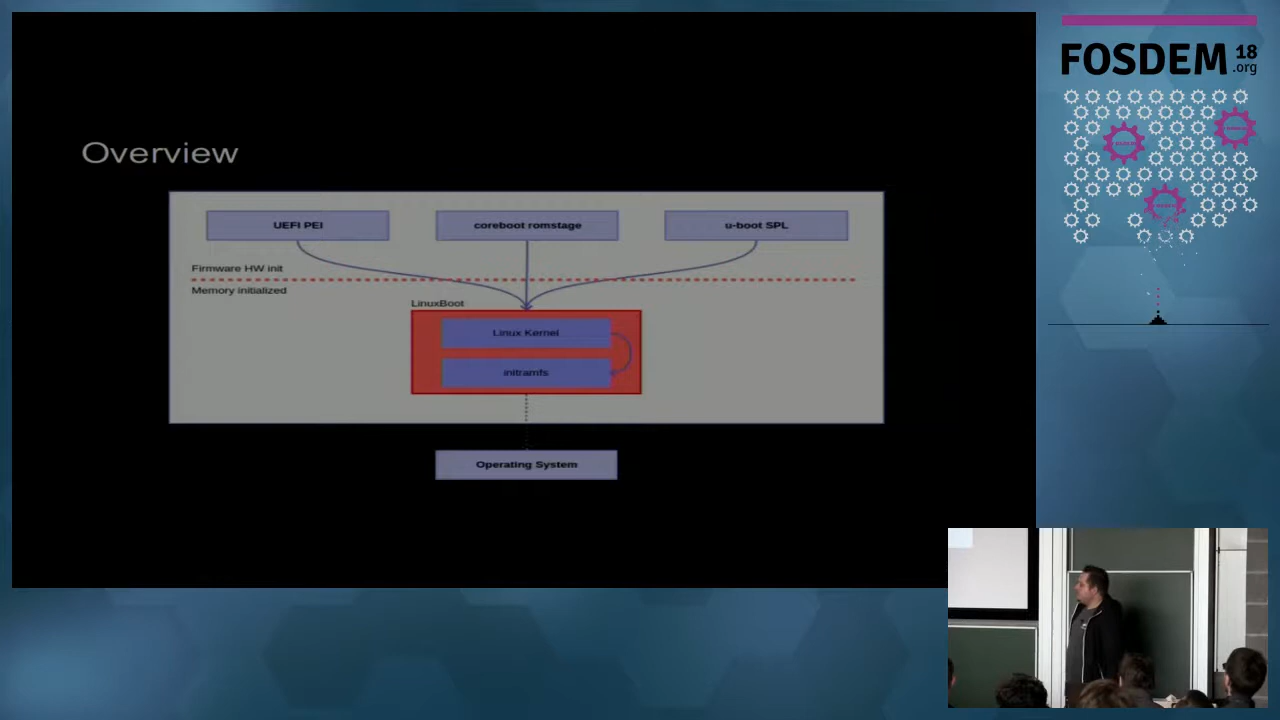 Overview
UEFI PEI
coreboot romstage
u-boot SPL
Firmware HW init
Memory initialized
LinuxBoot
Linux Kernel
initramfs
Operating System
FOSDEM 18
.org